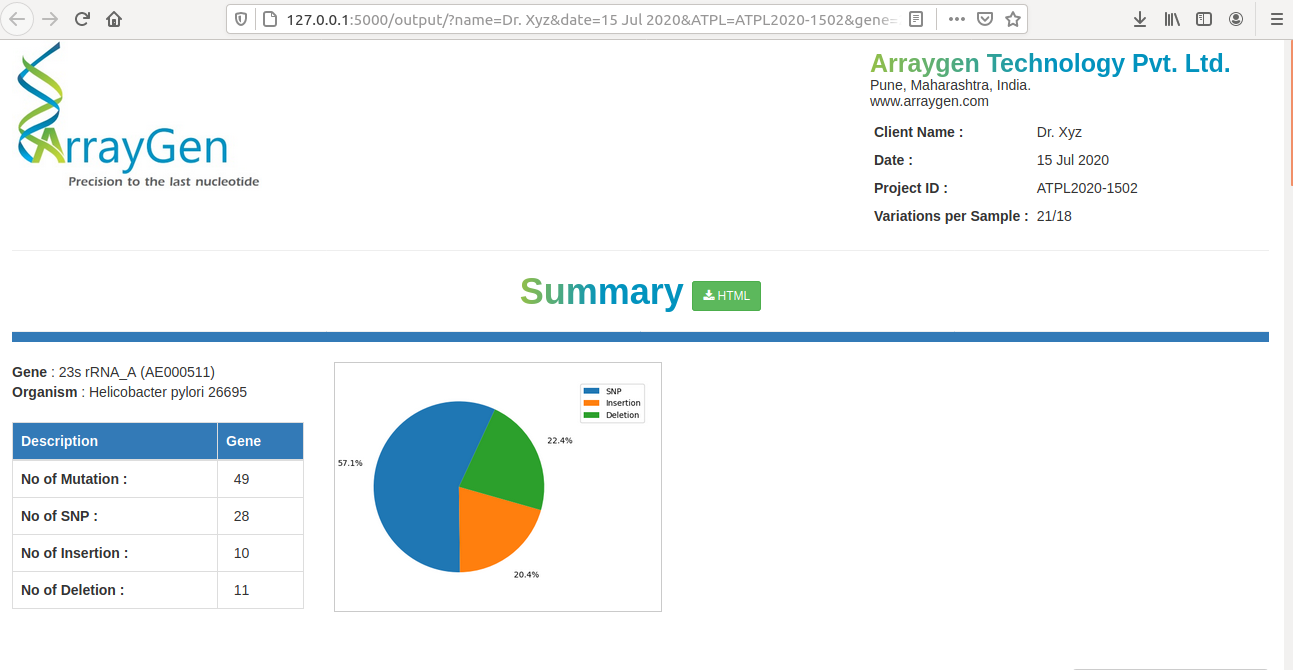 127.0.0.1:5000/output/?name=Dr. Xyz&date=15 Jul 2020&ATPL=ATPL2020-1502&gene=
ArrayGen
Precision to the last nucleotide
Arraygen Technology Pvt. Ltd.
Pune, Maharashtra, India.
www.arraygen.com
Client Name : Dr. Xyz
Date : 15 Jul 2020
Project ID : ATPL2020-1502
Variations per Sample : 21/18
Summary HTML
Gene : 23s rRNA_A (AE000511)
Organism : Helicobacter pylori 26695
Description Gene
No of Mutation : 49
No of SNP : 28
No of Insertion : 10
No of Deletion : 11
SNP
Insertion
Deletion
22.4%
57.1%
20.4%